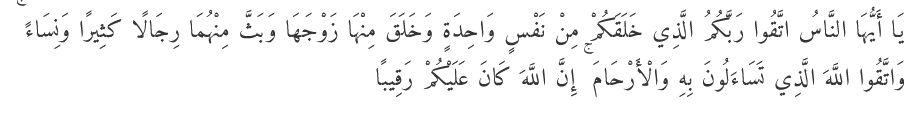 يَا أَيُّهَا النَّاسُ اتَّقُوا رَبَّكُمُ الَّذِي خَلَقَكُمْ مِنْ نَفْسٍ وَاحِدَةٍ وَخَلَقَ مِنْهَا زَوْجَهَا وَبَثَّ مِنْهُمَا رِجَالًا كَثِيرًا وَنِسَاءً ۚ
وَاتَّقُوا اللَّهَ الَّذِي تَسَاءَلُونَ بِهِ وَالْأَرْحَامَ ۚ إِنَّ اللَّهَ كَانَ عَلَيْكُمْ رَقِيبًا